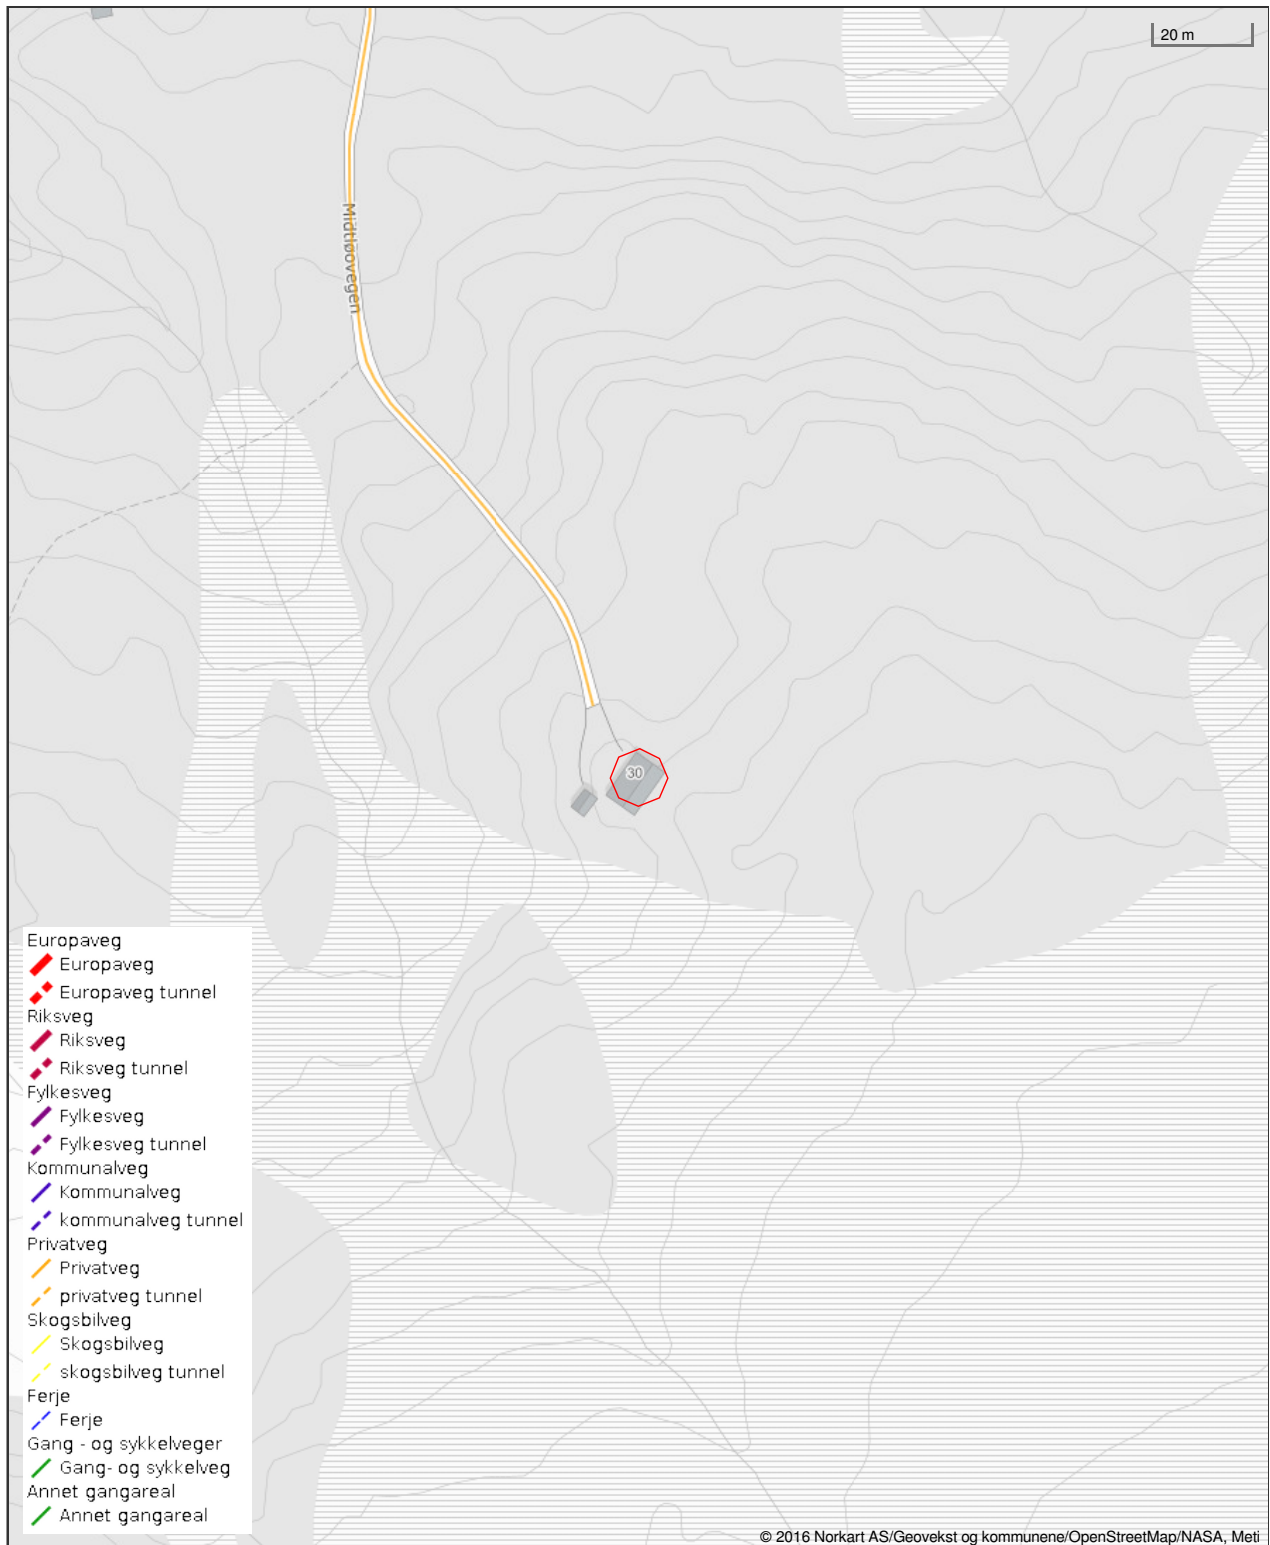 20 m
Midtløovegen
30
Europaveg
Europaveg
Europaveg tunnel
Riksveg
Riksveg
Riksveg tunnel
Fylkesveg
Fylkesveg
Fylkesveg tunnel
Kommunalveg
Kommunalveg
kommunalveg tunnel
Privatveg
Privatveg
privatveg tunnel
Skogsbilveg
Skogsbilveg
skogsbilveg tunnel
Ferje
Ferje
Gang - og sykkelveger
Gang- og sykkelveg
Annet gangareal
Annet gangareal
© 2016 Norkart AS/Geovekst og kommunene/OpenStreetMap/NASA, Meti